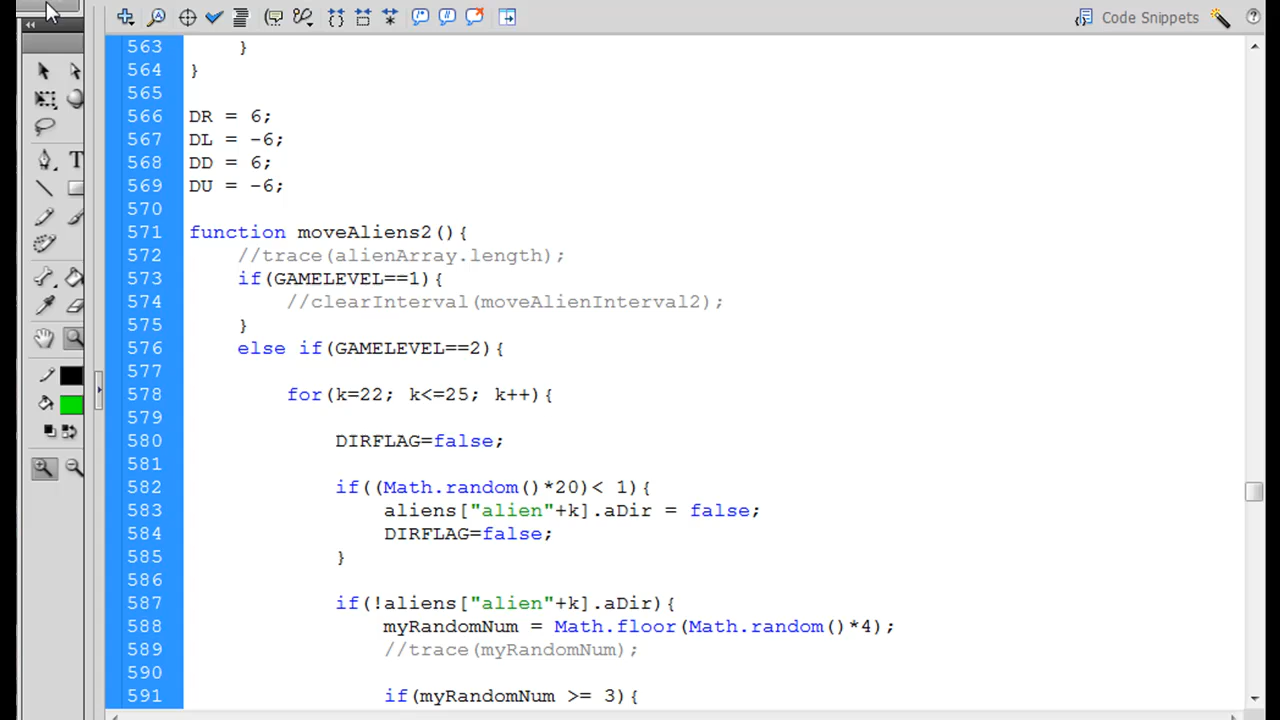 Code Snippets
563 }
564 }
565
566 DR = 6;
567 DL = -6;
568 DD = 6;
569 DU = -6;
570
571 function moveAliens2(){
572 //trace(alienArray.length);
573 if(GAMELEVEL==1){
574 //clearInterval(moveAlienInterval2);
575 }
576 else if(GAMELEVEL==2){
577
578 for(k=22; k<=25; k++){
579
580 DIRFLAG=false;
581
582 if((Math.random()*20)< 1){
583 aliens["alien"+k].aDir = false;
584 DIRFLAG=false;
585 }
586
587 if(!aliens["alien"+k].aDir){
588 myRandomNum = Math.floor(Math.random()*4);
589 //trace(myRandomNum);
590
591 if(myRandomNum >= 3){